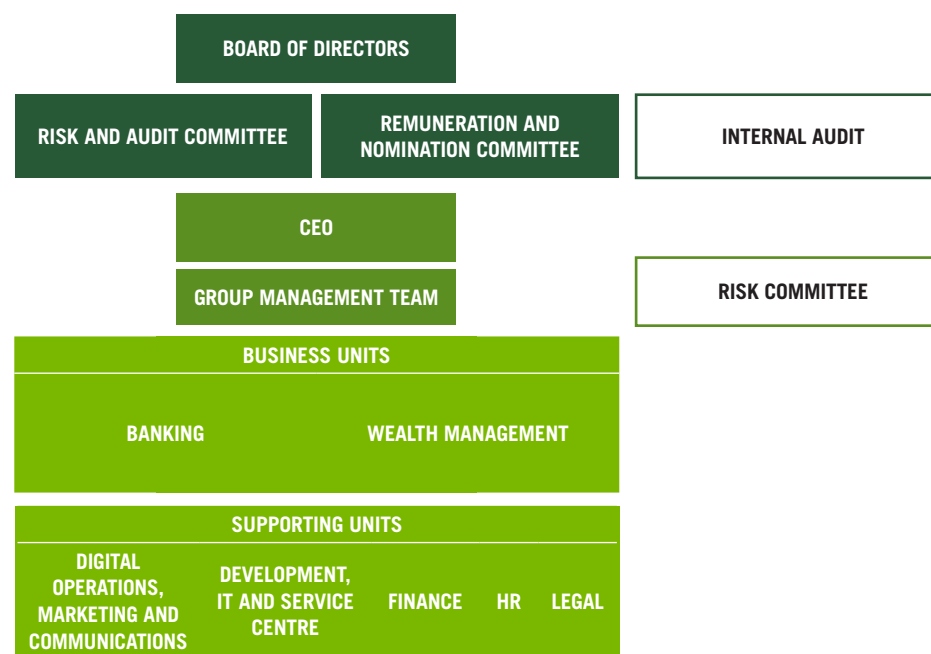 BOARD OF DIRECTORS
RISK AND AUDIT COMMITTEE
REMUNERATION AND
NOMINATION COMMITTEE
INTERNAL AUDIT
CEO
GROUP MANAGEMENT TEAM
RISK COMMITTEE
BUSINESS UNITS
BANKING
WEALTH MANAGEMENT
SUPPORTING UNITS
DIGITAL
OPERATIONS,
MARKETING AND
COMMUNICATIONS
DEVELOPMENT,
IT AND SERVICE
CENTRE
FINANCE
HR
LEGAL